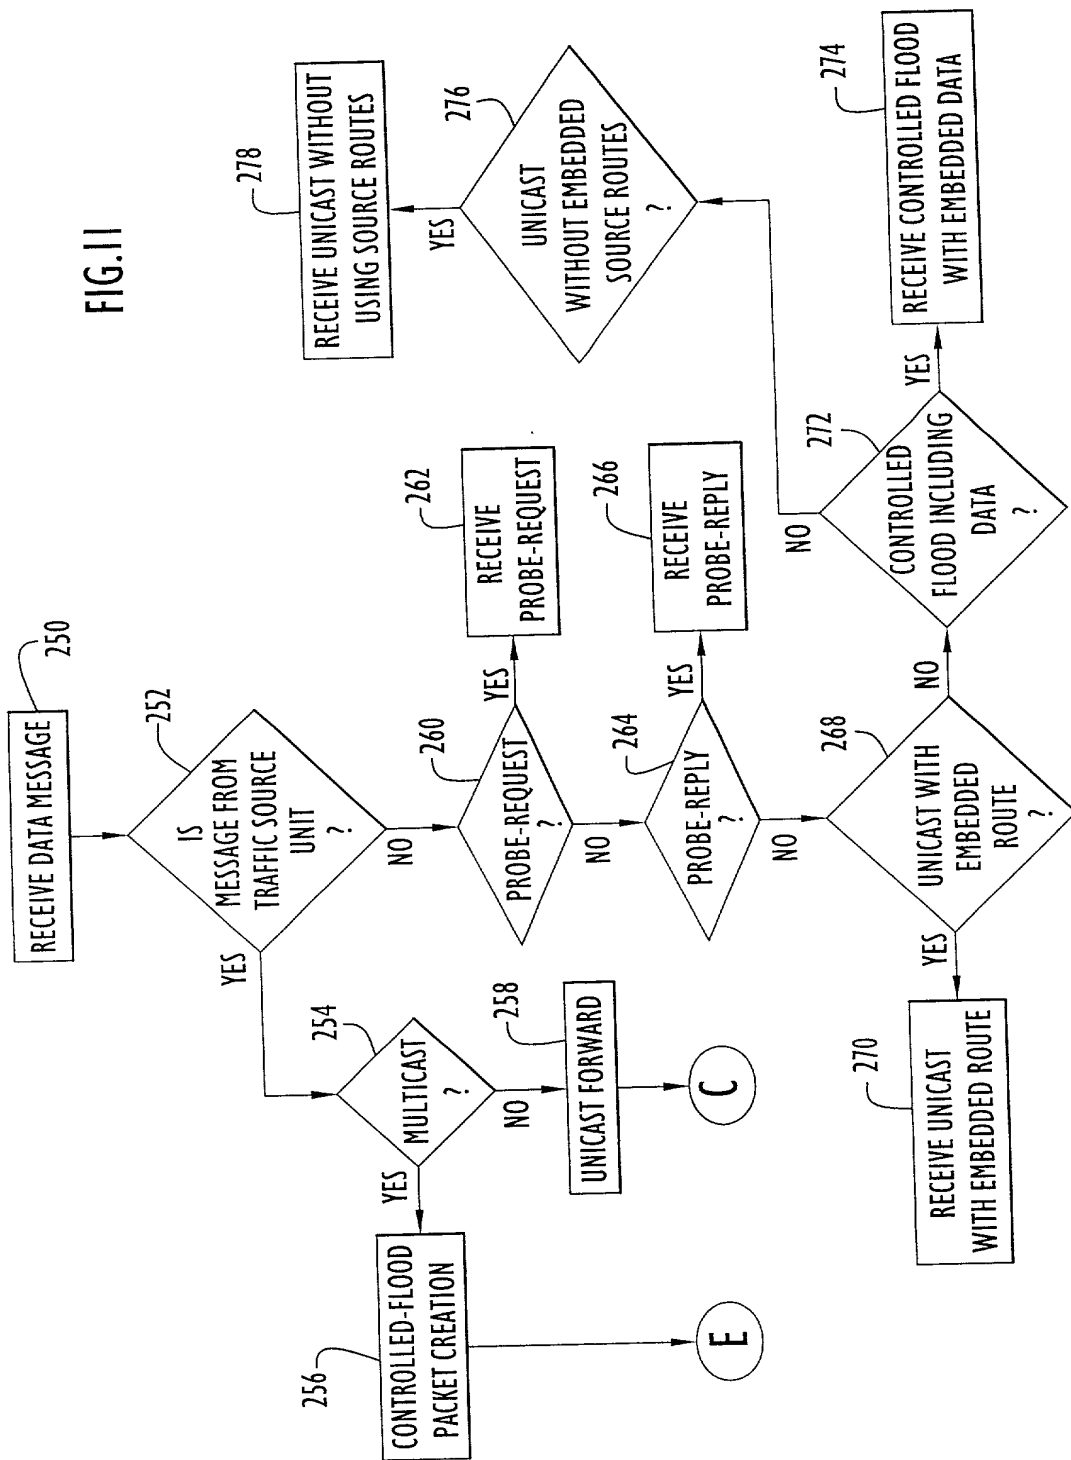 FIG.11
RECEIVE DATA MESSAGE
250
IS
MESSAGE FROM
TRAFFIC SOURCE
UNIT
?
252
YES
NO
MULTICAST
?
254
YES
NO
CONTROLLED-FLOOD
PACKET CREATION
256
E
UNICAST FORWARD
258
C
PROBE-REQUEST
?
260
YES
NO
RECEIVE
PROBE-REQUEST
262
PROBE-REPLY
?
264
YES
NO
RECEIVE
PROBE-REPLY
266
UNICAST WITH
EMBEDDED
ROUTE
?
268
YES
NO
RECEIVE UNICAST
WITH EMBEDDED ROUTE
270
CONTROLLED
FLOOD INCLUDING
DATA
?
272
YES
NO
RECEIVE CONTROLLED FLOOD
WITH EMBEDDED DATA
274
UNICAST
WITHOUT EMBEDDED
SOURCE ROUTES
?
276
YES
RECEIVE UNICAST WITHOUT
USING SOURCE ROUTES
278